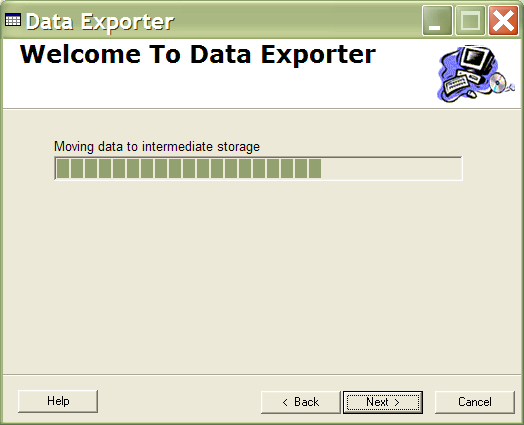 Data Exporter
Welcome To Data Exporter
Moving data to intermediate storage
Help
< Back
Next >
Cancel